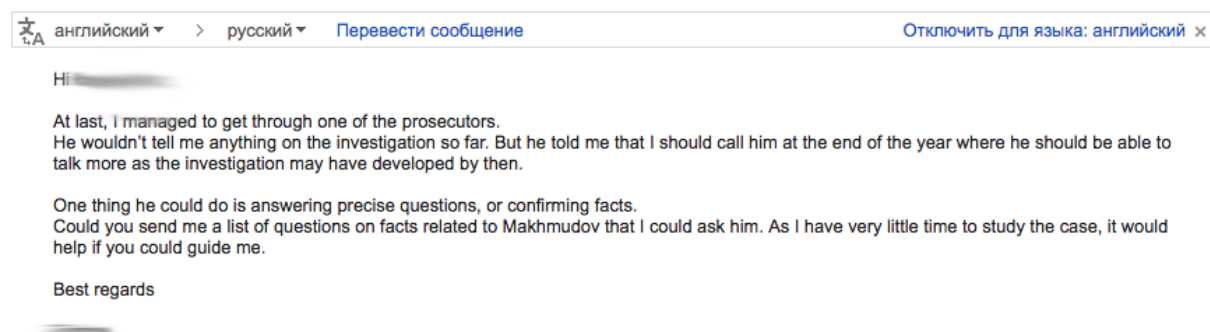 английский > русский Перевести сообщение Отключить для языка: английский ×
Hi
At last, I managed to get through one of the prosecutors.
He wouldn't tell me anything on the investigation so far. But he told me that I should call him at the end of the year where he should be able to
talk more as the investigation may have developed by then.
One thing he could do is answering precise questions, or confirming facts.
Could you send me a list of questions on facts related to Makhmudov that I could ask him. As I have very little time to study the case, it would
help if you could guide me.
Best regards